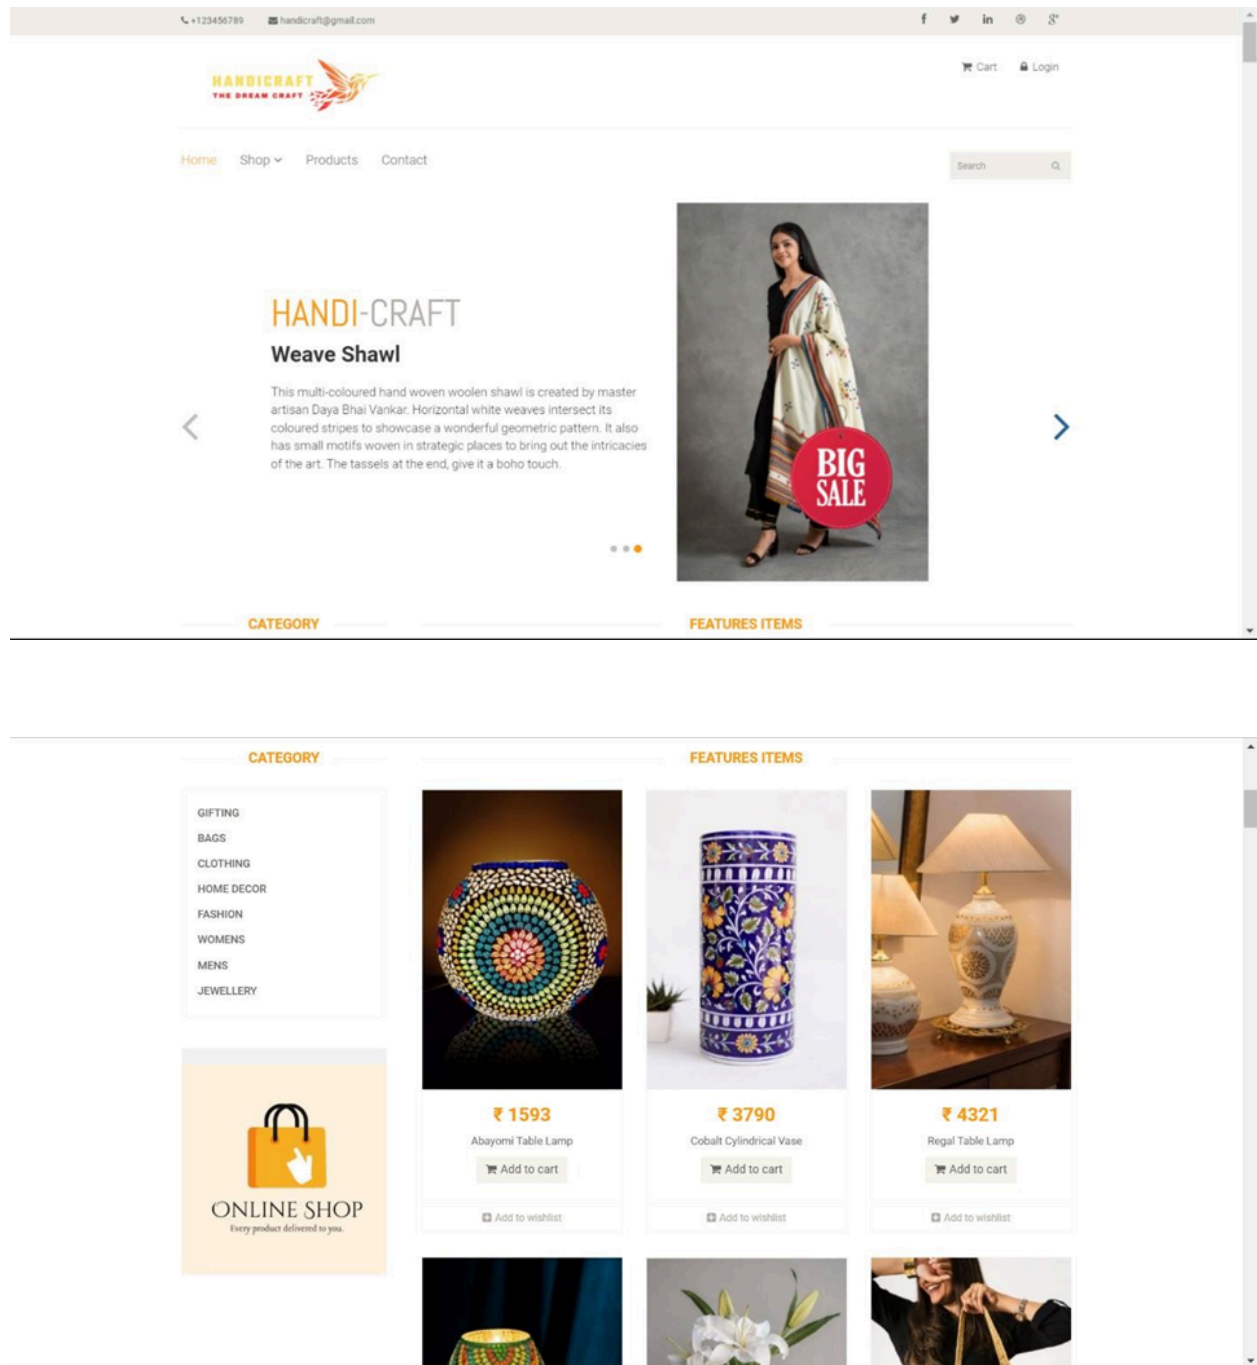 +123456789 handicraft@gmail.com
HANDICRAFT
THE DREAM CRAFT
Cart Login
Home Shop Products Contact
Search
HANDI-CRAFT
Weave Shawl
This multi-coloured hand woven woolen shawl is created by master
artisan Daya Bhai Vankar. Horizontal white weaves intersect its
coloured stripes to showcase a wonderful geometric pattern. It also
has small motifs woven in strategic places to bring out the intricacies
of the art. The tassels at the end, give it a boho touch.
BIG
SALE
CATEGORY FEATURES ITEMS
CATEGORY FEATURES ITEMS
GIFTING
BAGS
CLOTHING
HOME DECOR
FASHION
WOMENS
MENS
JEWELLERY
ONLINE SHOP
Every product delivered to you.
₹ 1593 ₹ 3790 ₹ 4321
Abayomi Table Lamp Cobalt Cylindrical Vase Regal Table Lamp
Add to cart Add to cart Add to cart
Add to wishlist Add to wishlist Add to wishlist